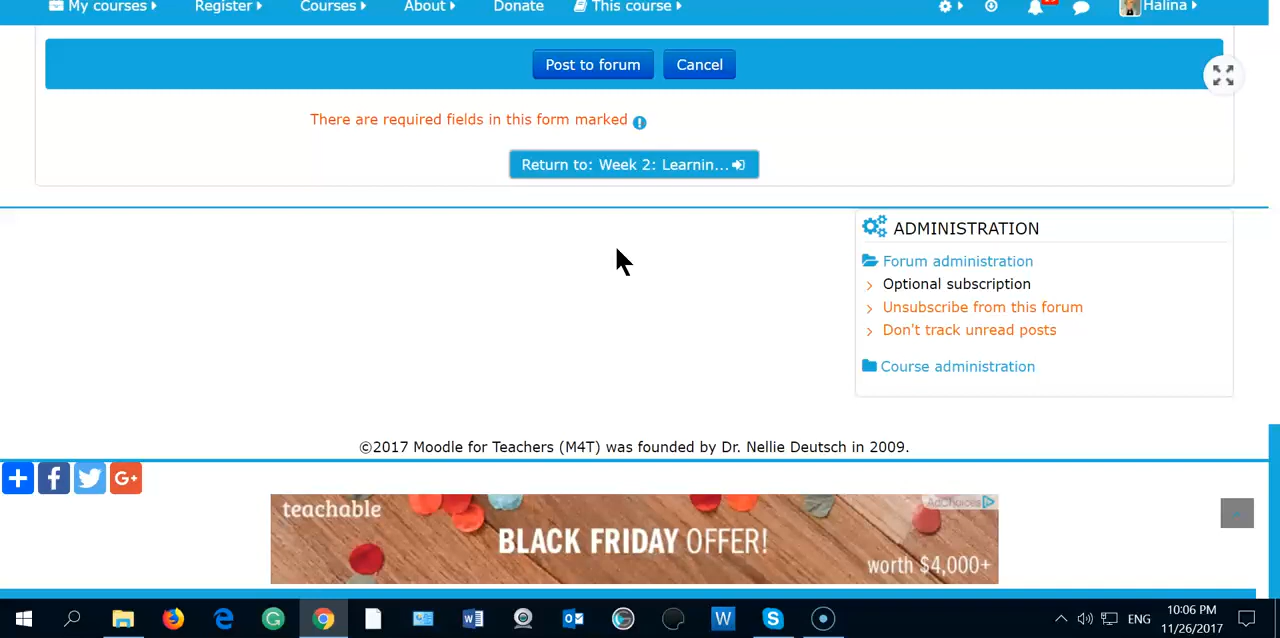 My courses Register Courses About Donate This course Halina
Post to forum Cancel
There are required fields in this form marked
Return to: Week 2: Learnin...
ADMINISTRATION
Forum administration
Optional subscription
Unsubscribe from this forum
Don't track unread posts
Course administration
©2017 Moodle for Teachers (M4T) was founded by Dr. Nellie Deutsch in 2009.
teachable
AdChoices
BLACK FRIDAY OFFER!
worth $4,000+
ENG
10:06 PM
11/26/2017